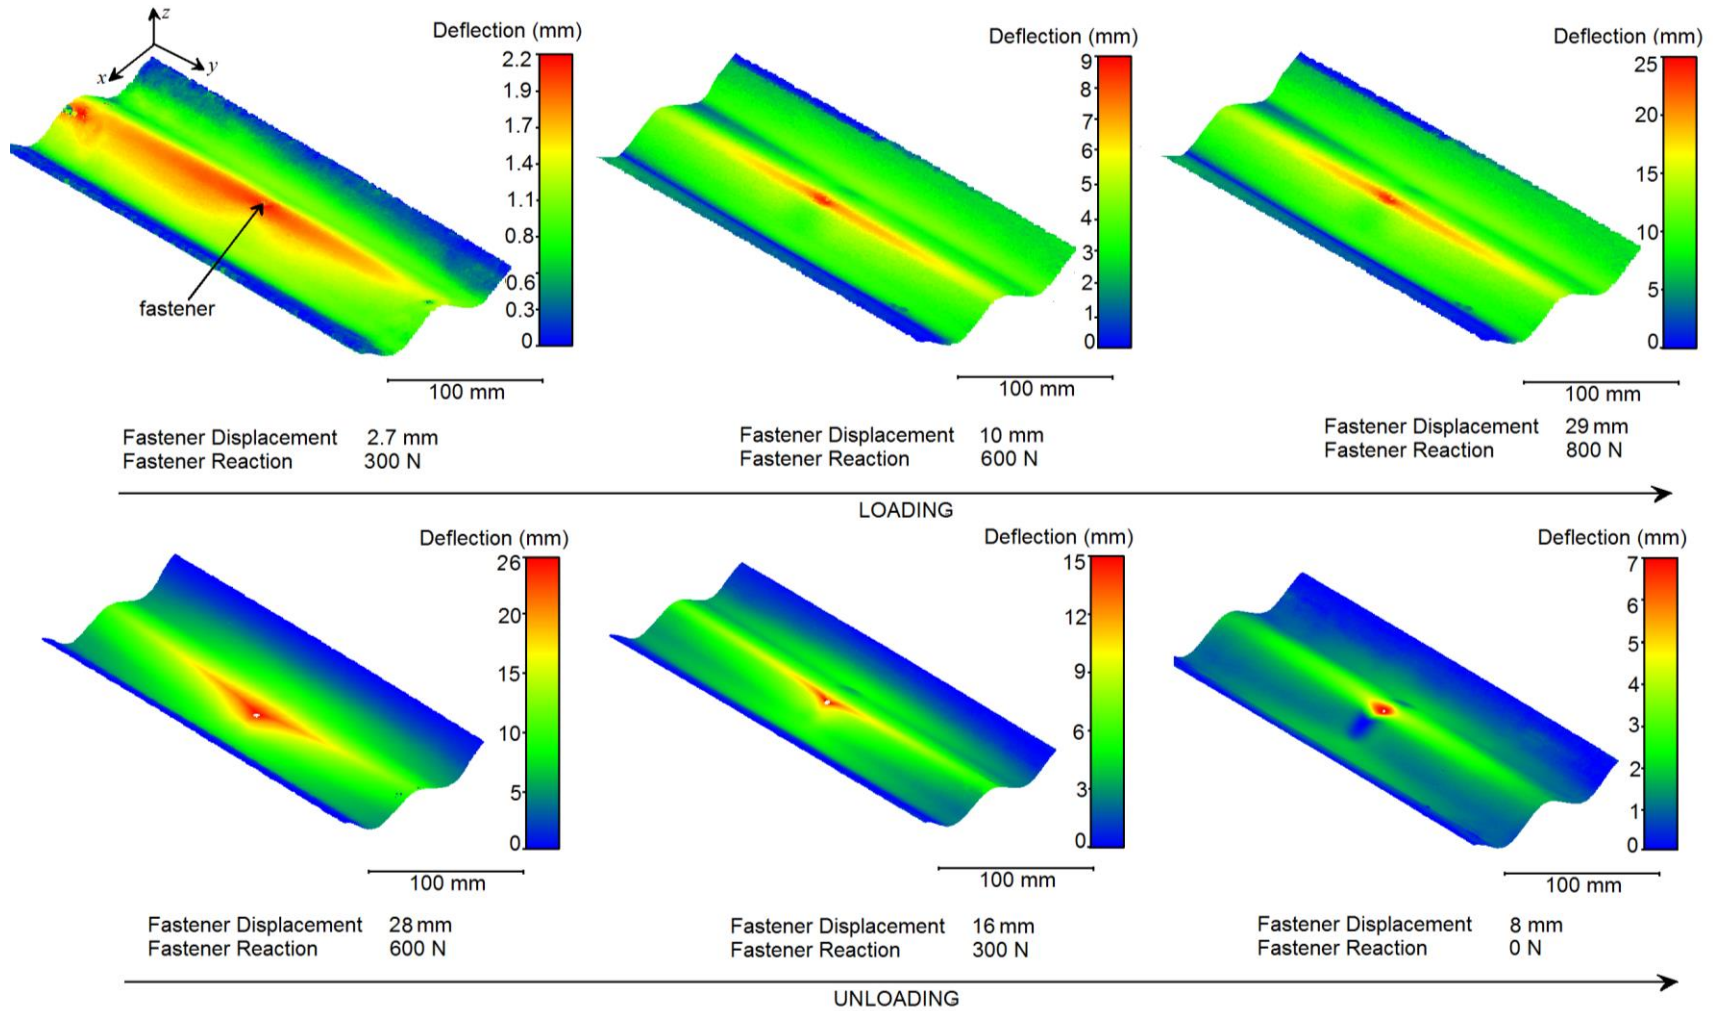 z
x
y
Deflection (mm)
2.2
1.9
1.7
1.4
1.1
0.8
0.6
0.3
0
fastener
100 mm
Fastener Displacement 2.7 mm
Fastener Reaction 300 N
Deflection (mm)
9
8
7
6
5
4
3
2
1
0
100 mm
Fastener Displacement 10 mm
Fastener Reaction 600 N
Deflection (mm)
25
20
15
10
5
0
100 mm
Fastener Displacement 29 mm
Fastener Reaction 800 N
LOADING
Deflection (mm)
26
20
15
10
5
0
100 mm
Fastener Displacement 28 mm
Fastener Reaction 600 N
Deflection (mm)
15
12
9
6
3
0
100 mm
Fastener Displacement 16 mm
Fastener Reaction 300 N
Deflection (mm)
7
6
5
4
3
2
1
0
100 mm
Fastener Displacement 8 mm
Fastener Reaction 0 N
UNLOADING